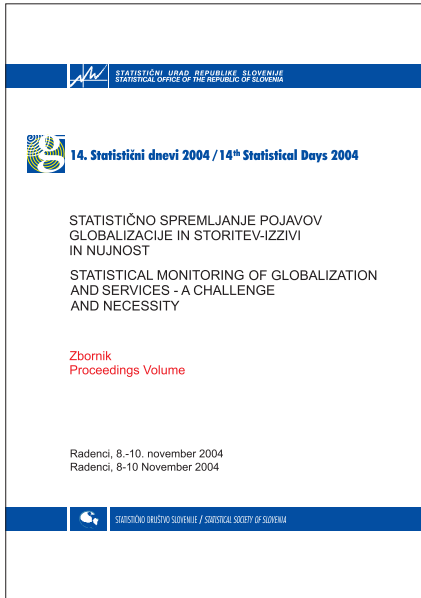 STATISTIČNI URAD REPUBLIKE SLOVENIJE
STATISTICAL OFFICE OF THE REPUBLIC OF SLOVENIA
14. Statistični dnevi 2004 / 14th Statistical Days 2004
STATISTIČNO SPREMLJANJE POJAVOV
GLOBALIZACIJE IN STORITEV-IZZIVI
IN NUJNOST
STATISTICAL MONITORING OF GLOBALIZATION
AND SERVICES - A CHALLENGE
AND NECESSITY
Zbornik
Proceedings Volume
Radenci, 8.-10. november 2004
Radenci, 8-10 November 2004
STATISTIČNO DRUŠTVO SLOVENIJE / STATISTICAL SOCIETY OF SLOVENIA